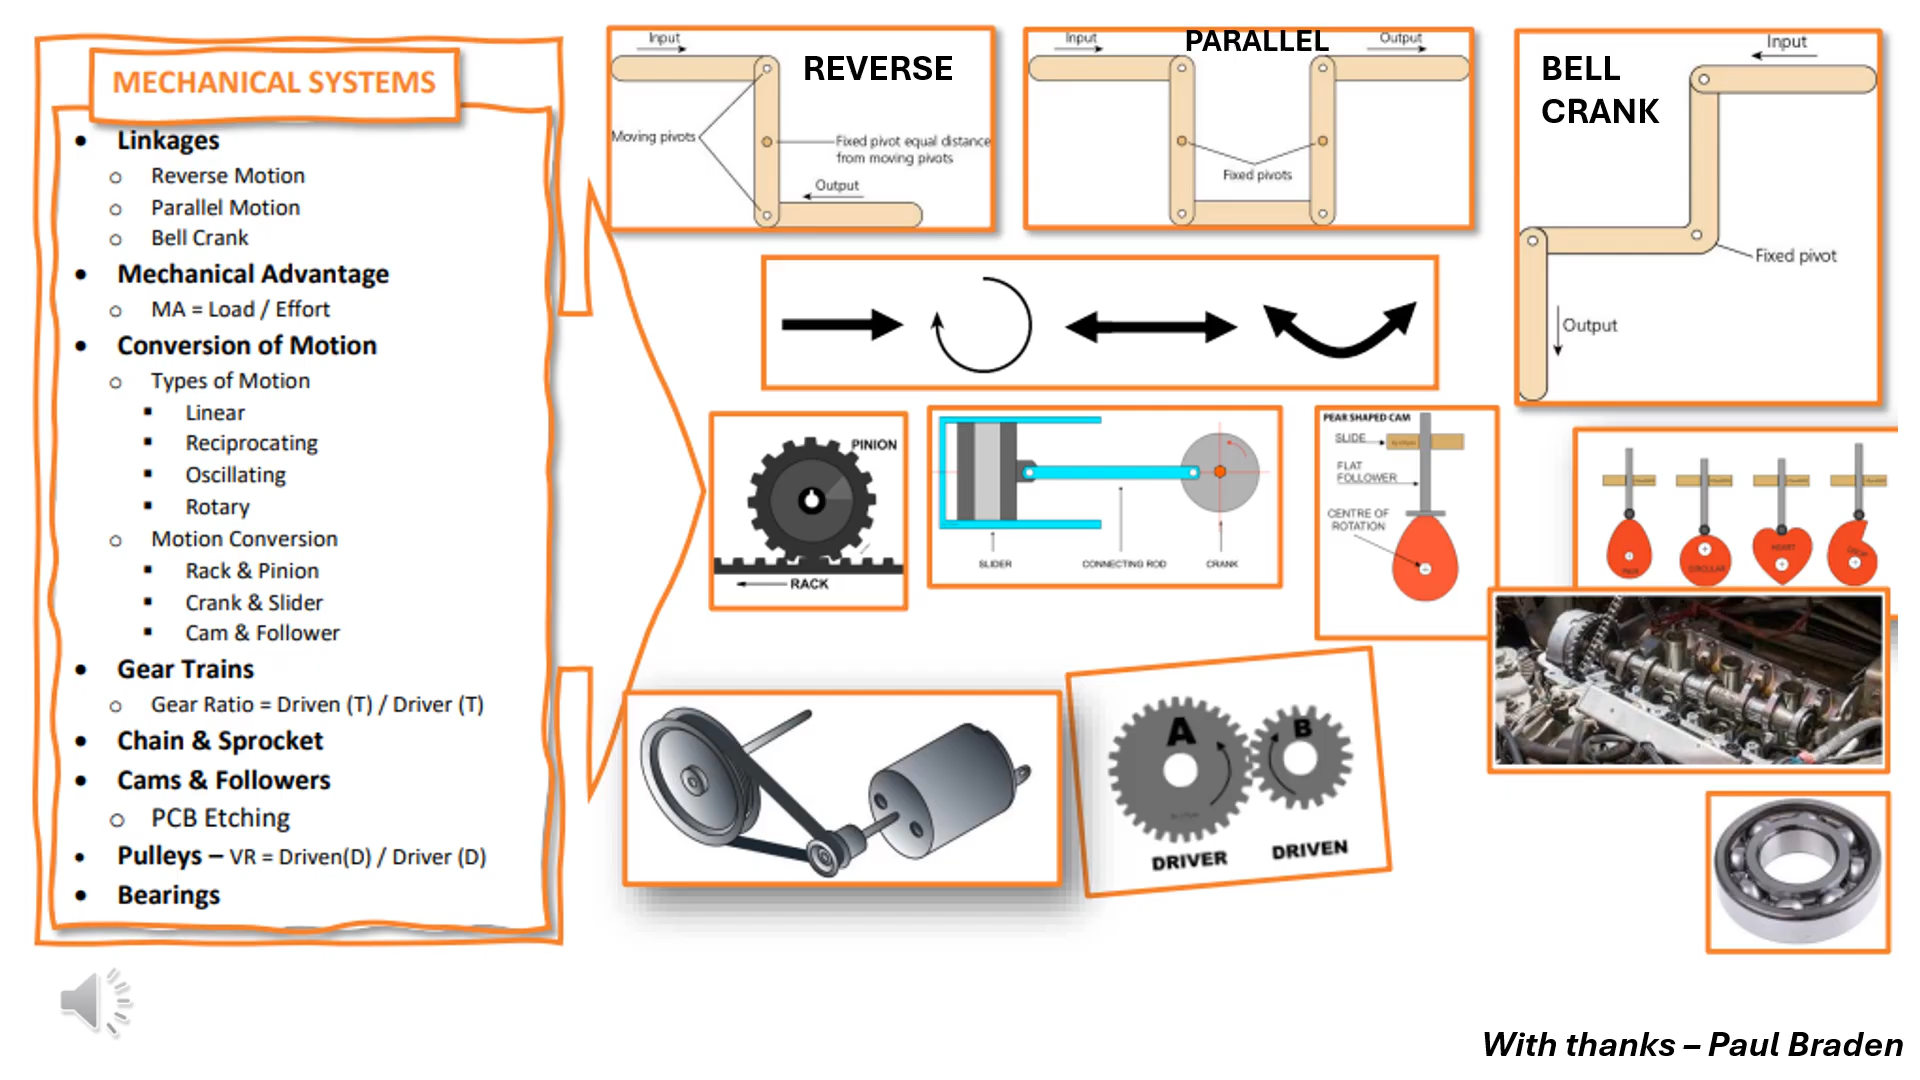 MECHANICAL SYSTEMS
• Linkages
o Reverse Motion
o Parallel Motion
o Bell Crank
• Mechanical Advantage
o MA = Load / Effort
• Conversion of Motion
o Types of Motion
▪ Linear
▪ Reciprocating
▪ Oscillating
▪ Rotary
o Motion Conversion
▪ Rack & Pinion
▪ Crank & Slider
▪ Cam & Follower
• Gear Trains
o Gear Ratio = Driven (T) / Driver (T)
• Chain & Sprocket
• Cams & Followers
o PCB Etching
• Pulleys – VR = Driven(D) / Driver (D)
• Bearings
Input
REVERSE
Moving pivots
Fixed pivot equal distance
from moving pivots
Output
Input
PARALLEL
Output
Fixed pivots
BELL
CRANK
Input
Fixed pivot
Output
PINION
RACK
SLIDER
CONNECTING ROD
CRANK
PEAR SHAPED CAM
SLIDE
FLAT
FOLLOWER
CENTRE OF
ROTATION
PEAR
CIRCULAR
HEART
DROP
A
B
DRIVER
DRIVEN
With thanks – Paul Braden